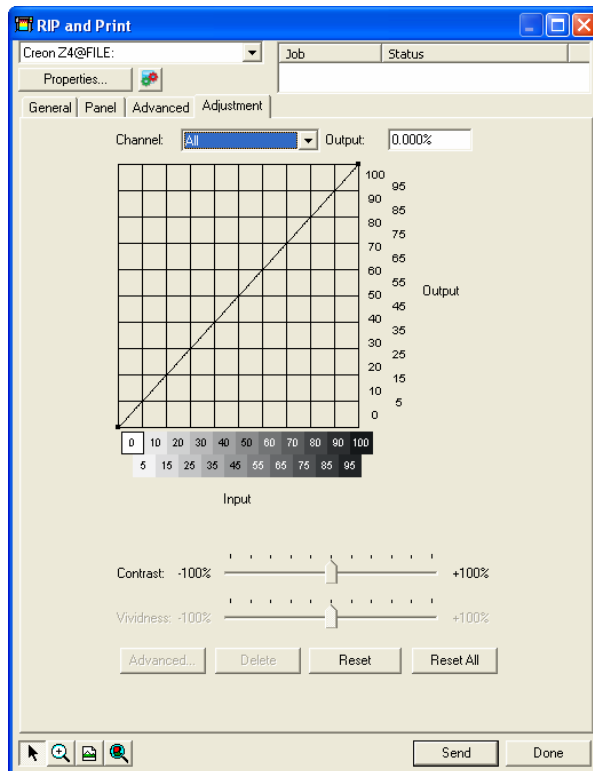 RIP and Print
Creon Z4@FILE:
Job Status
Properties...
General Panel Advanced Adjustment
Channel: All Output: 0.000%
100
95
90
85
80
75
70
65
60
55
Output
50
45
40
35
30
25
20
15
10
5
0
0 10 20 30 40 50 60 70 80 90 100
5 15 25 35 45 55 65 75 85 95
Input
Contrast: -100% +100%
Vividness: -100% +100%
Advanced... Delete Reset Reset All
Send Done